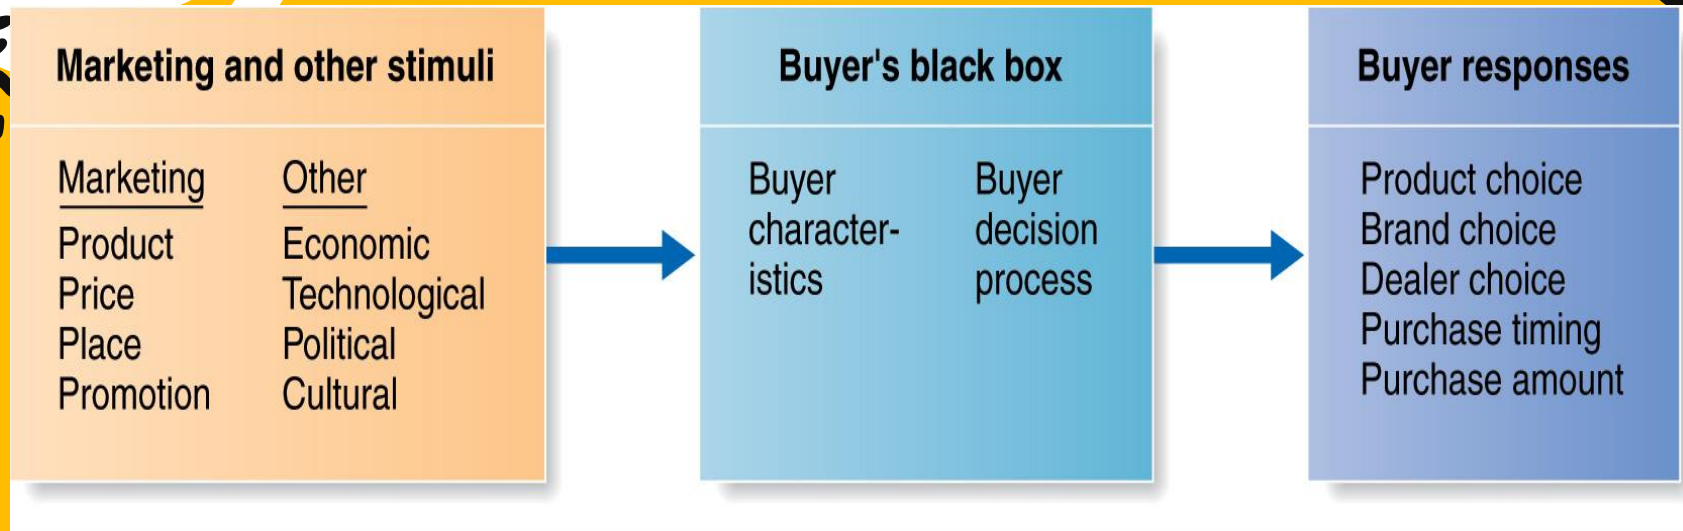 Marketing and other stimuli
Marketing
Product
Price
Place
Promotion
Other
Economic
Technological
Political
Cultural
Buyer's black box
Buyer
character-
istics
Buyer
decision
process
Buyer responses
Product choice
Brand choice
Dealer choice
Purchase timing
Purchase amount